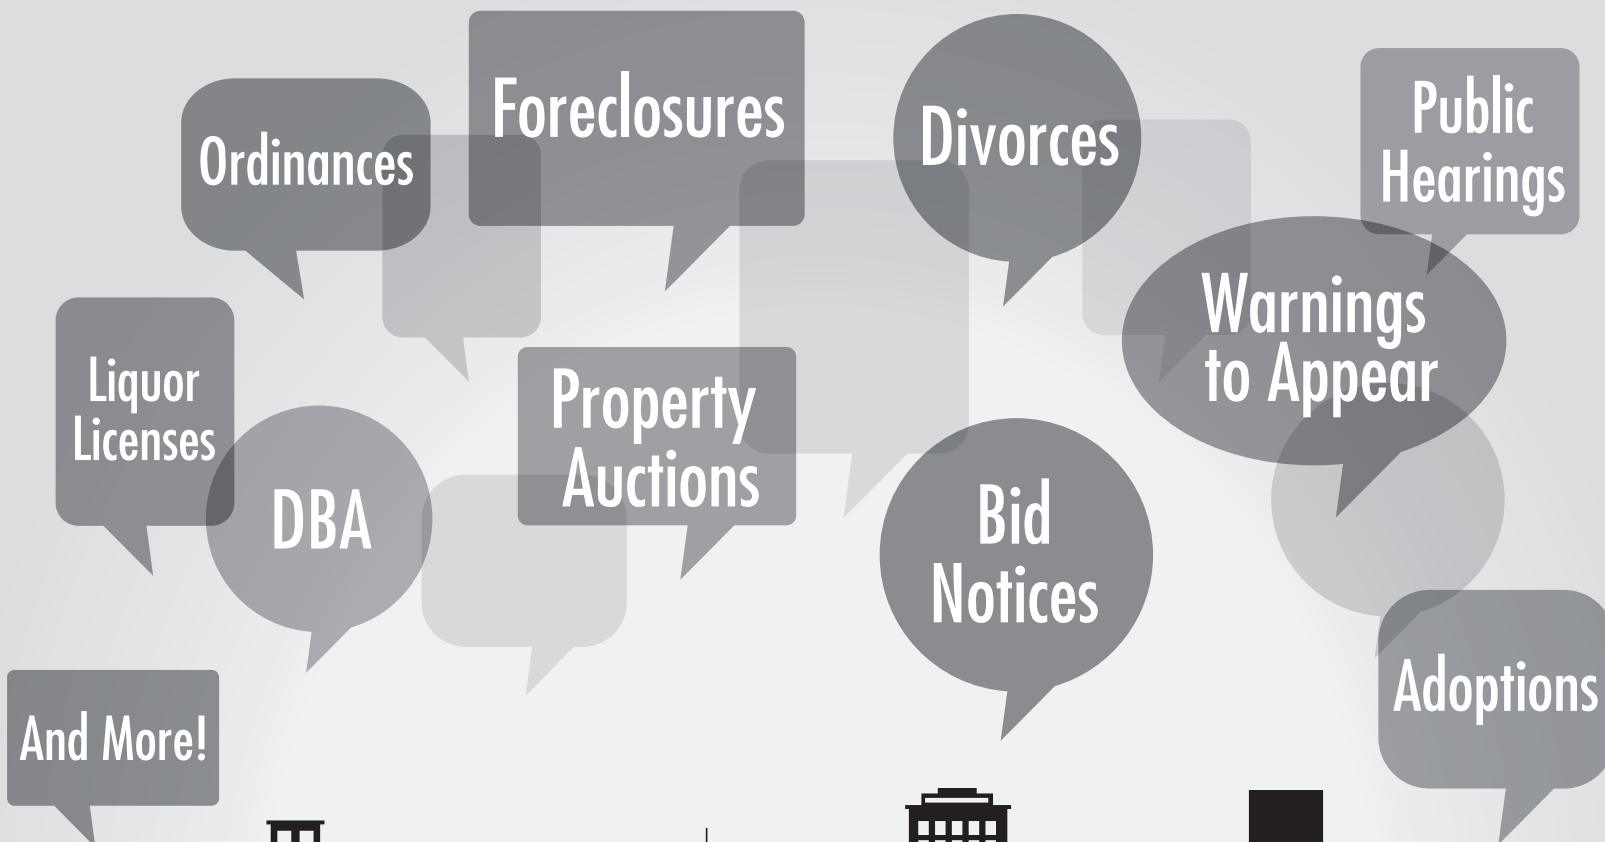 Foreclosures
Ordinances
Divorces
Public
Hearings
Warnings
to Appear
Liquor
Licenses
Property
Auctions
DBA
Bid
Notices
Adoptions
And More!